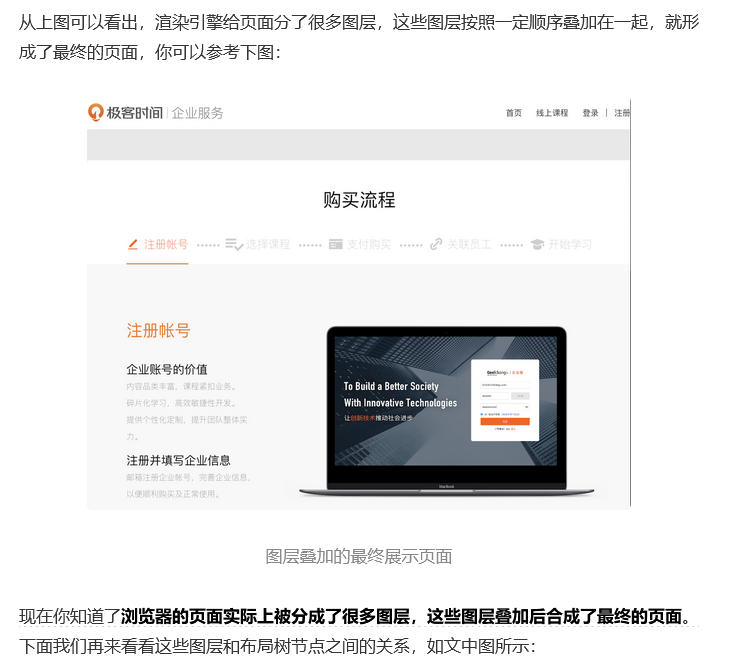 从上图可以看出，渲染引擎给页面分了很多图层，这些图层按照一定顺序叠加在一起，就形
成了最终的页面，你可以参考下图：
极客时间 | 企业服务
首页 线上课程 登录 | 注册
购买流程
注册帐号 ······ 选择课程 ······ 支付购买 ······ 关联员工 ······ 开始学习
注册帐号
企业账号的价值
内容品类丰富，课程紧扣业务。
碎片化学习，高效敏捷性开发。
提供个性化定制，提升团队整体实
力。
注册并填写企业信息
邮箱注册企业帐号，完善企业信息，
以便顺利购买及正常使用。
To Build a Better Society
With Innovative Technologies
让创新技术推动社会进步
MacBook
图层叠加的最终展示页面
现在你知道了浏览器的页面实际上被分成了很多图层，这些图层叠加后合成了最终的页面。
下面我们再来看看这些图层和布局树节点之间的关系，如文中图所示：